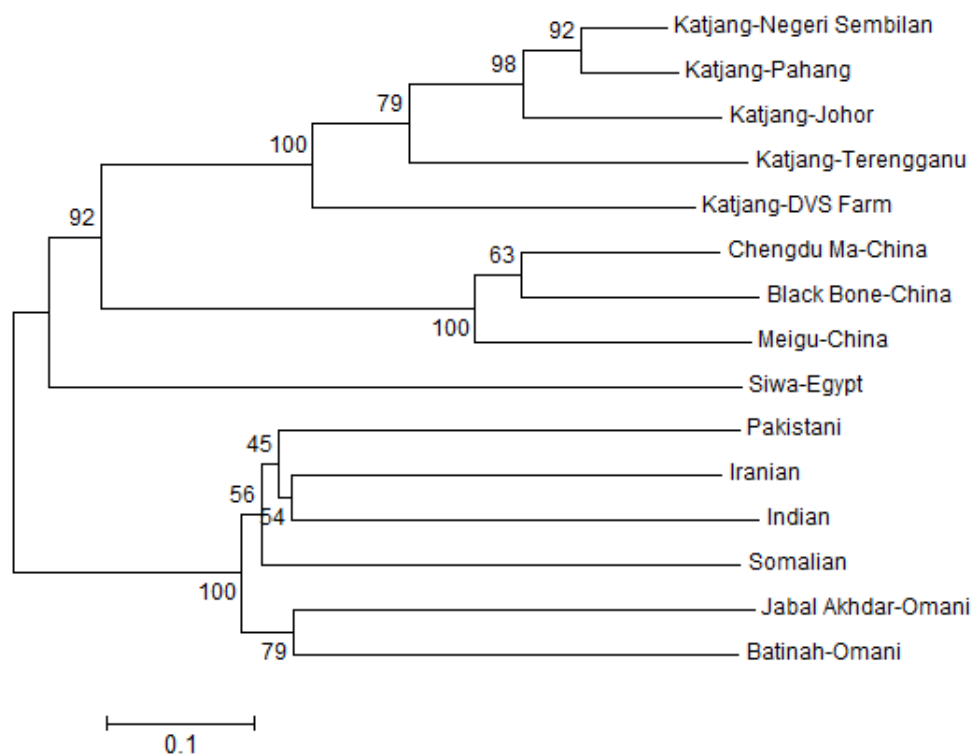 92
Katjang-Negeri Sembilan
98
Katjang-Pahang
79
Katjang-Johor
100
Katjang-Terengganu
92
Katjang-DVS Farm
63
Chengdu Ma-China
Black Bone-China
100
Meigu-China
Siwa-Egypt
45
Pakistani
Iranian
56
54
Indian
Somalian
100
Jabal Akhdar-Omani
79
Batinah-Omani
0.1